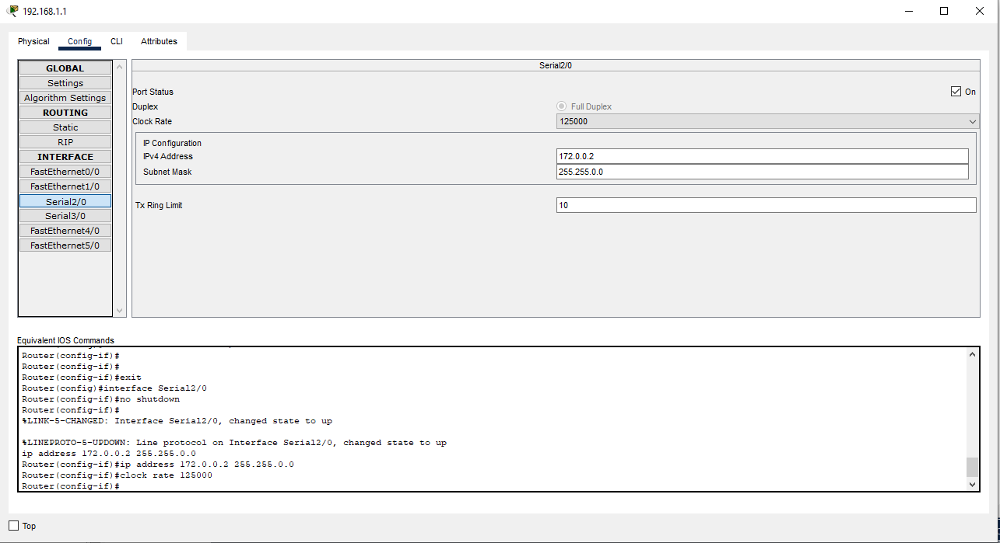 192.168.1.1
Physical Config CLI Attributes
GLOBAL
Settings
Algorithm Settings
ROUTING
Static
RIP
INTERFACE
FastEthernet0/0
FastEthernet1/0
Serial2/0
Serial3/0
FastEthernet4/0
FastEthernet5/0
Serial2/0
Port Status On
Duplex Full Duplex
Clock Rate 125000
IP Configuration
IPv4 Address 172.0.0.2
Subnet Mask 255.255.0.0
Tx Ring Limit 10
Equivalent IOS Commands
Router(config-if)#
Router(config-if)#
Router(config-if)#exit
Router(config)#interface Serial2/0
Router(config-if)#no shutdown
Router(config-if)#
%LINK-5-CHANGED: Interface Serial2/0, changed state to up
%LINEPROTO-5-UPDOWN: Line protocol on Interface Serial2/0, changed state to up
ip address 172.0.0.2 255.255.0.0
Router(config-if)#ip address 172.0.0.2 255.255.0.0
Router(config-if)#clock rate 125000
Router(config-if)#
Top